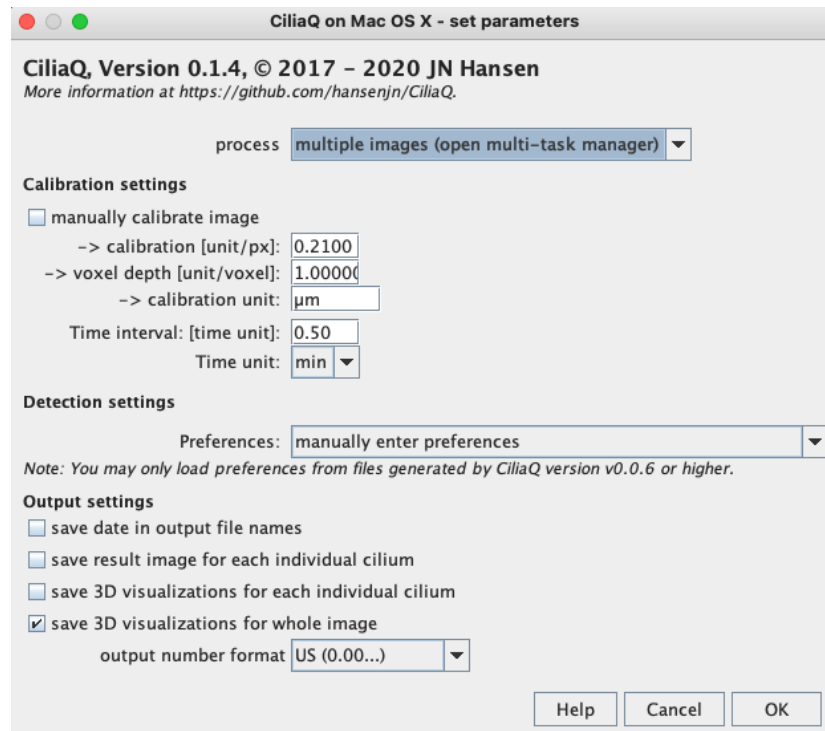 CiliaQ on Mac OS X - set parameters
CiliaQ, Version 0.1.4, © 2017 - 2020 JN Hansen
More information at https://github.com/hansenjn/CiliaQ.
process multiple images (open multi-task manager)
Calibration settings
manually calibrate image
-> calibration [unit/px]: 0.2100
-> voxel depth [unit/voxel]: 1.00000
-> calibration unit: µm
Time interval: [time unit]: 0.50
Time unit: min
Detection settings
Preferences: manually enter preferences
Note: You may only load preferences from files generated by CiliaQ version v0.0.6 or higher.
Output settings
save date in output file names
save result image for each individual cilium
save 3D visualizations for each individual cilium
save 3D visualizations for whole image
output number format US (0.00...)
Help Cancel OK